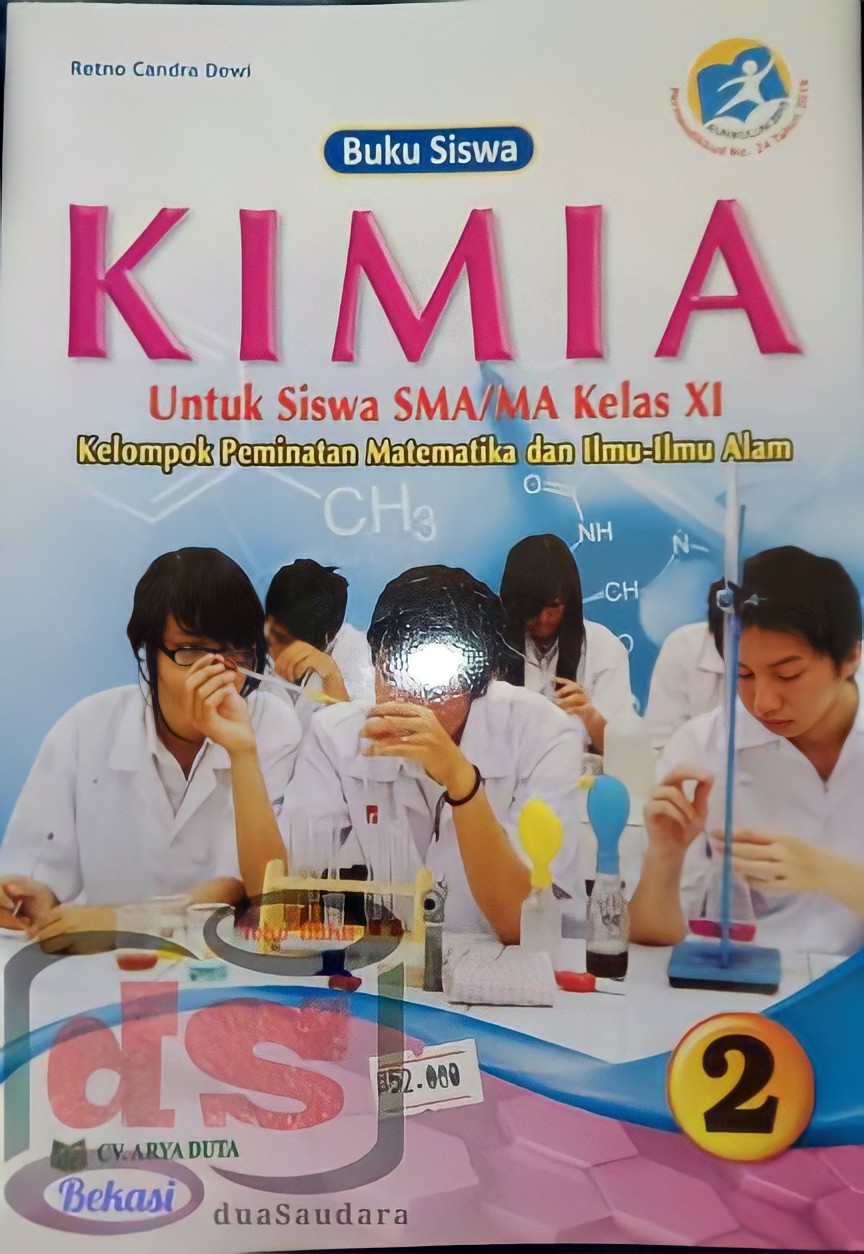 Retno Candra Dewi
Buku Siswa
KIMIA
Untuk Siswa SMA/MA Kelas XI
Kelompok Peminatan Matematika dan Ilmu-Ilmu Alam
CH3
O
NH
N
CH
O
ds
52.000
2
CV. ARYA DUTA
Bekasi
duaSaudara